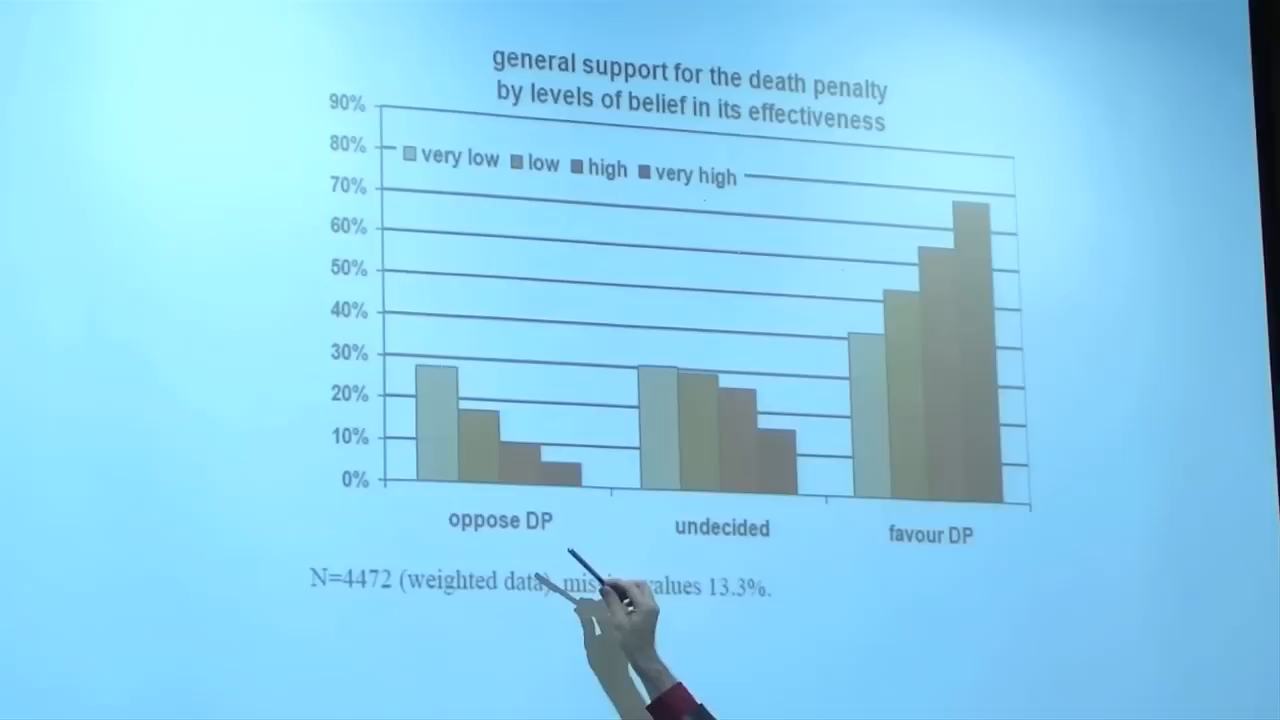 general support for the death penalty
by levels of belief in its effectiveness
90%
80%
very low low high very high
70%
60%
50%
40%
30%
20%
10%
0%
oppose DP undecided favour DP
N=4472 (weighted data), values 13.3%.